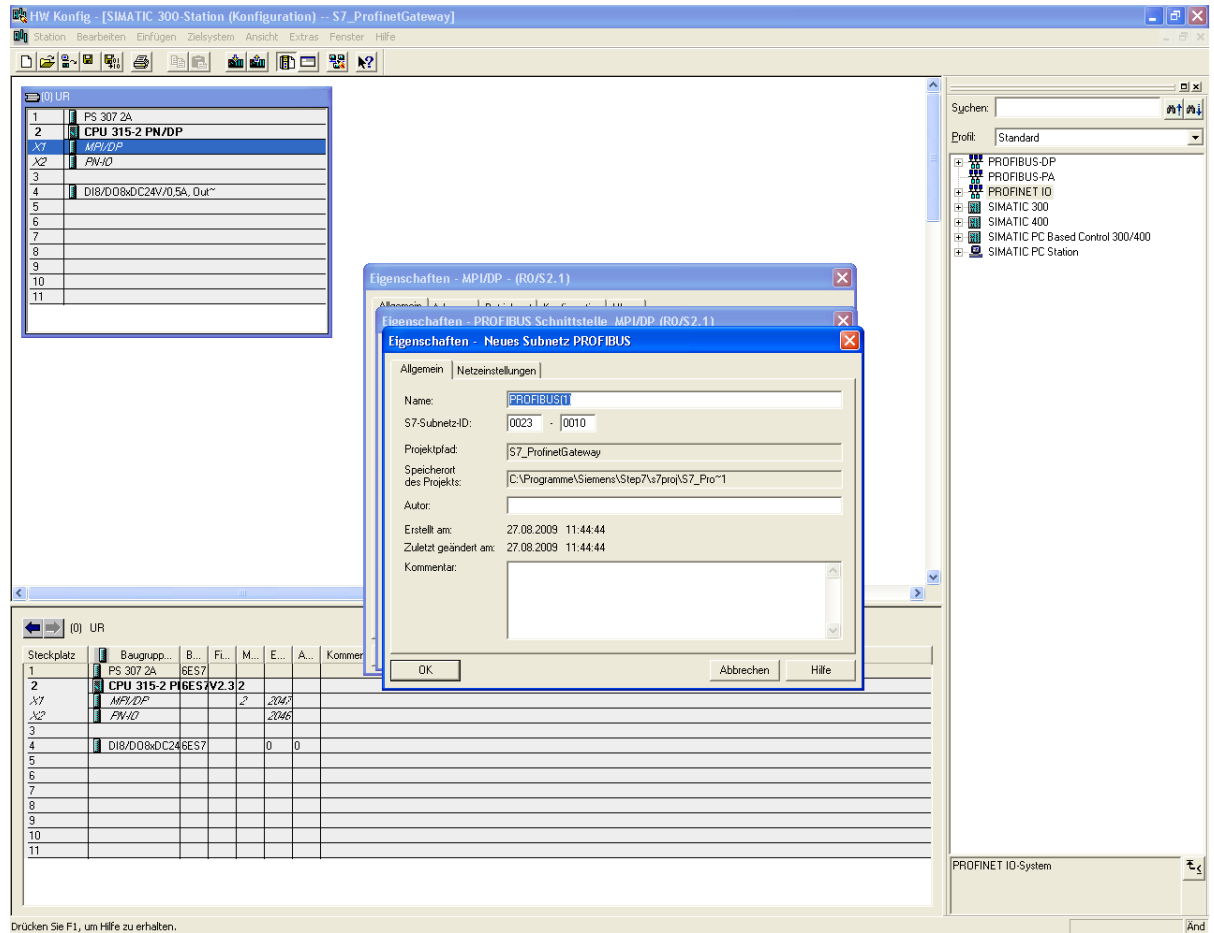 HW Konfig - [SIMATIC 300-Station (Konfiguration) -- S7_ProfinetGateway]
Station Bearbeiten Einfügen Zielsystem Ansicht Extras Fenster Hilfe
(0) UR
1 PS 307 2A
2 CPU 315-2 PN/DP
X1 MPI/DP
X2 PN-IO
3
4 DI8/DO8xDC24V/0,5A, Out~
5
6
7
8
9
10
11
Suchen:
Profil: Standard
PROFIBUS-DP
PROFIBUS-PA
PROFINET IO
SIMATIC 300
SIMATIC 400
SIMATIC PC Based Control 300/400
SIMATIC PC Station
Eigenschaften - MPI/DP - (R0/S2.1)
Allgemein
Eigenschaften - PROFIBUS Schnittstelle MPI/DP (R0/S2.1)
Eigenschaften - Neues Subnetz PROFIBUS
Allgemein Netzeinstellungen
Name: PROFIBUS(1)
S7-Subnetz-ID: 0023 - 0010
Projektpfad: S7_ProfinetGateway
Speicherort
des Projekts: C:\Programme\Siemens\Step7\s7proj\S7_Pro~1
Autor:
Erstellt am: 27.08.2009 11:44:44
Zuletzt geändert am: 27.08.2009 11:44:44
Kommentar:
OK Abbrechen Hilfe
(0) UR
Steckplatz Baugrupp... B... Fi... M... E... A... Kommen
1 PS 307 2A 6ES7
2 CPU 315-2 P 6ES7 V2.3 2
X1 MPI/DP 2 2047
X2 PN-IO 2046
3
4 DI8/DO8xDC24 6ES7 0 0
5
6
7
8
9
10
11
PROFINET IO-System
Drücken Sie F1, um Hilfe zu erhalten.
Änd